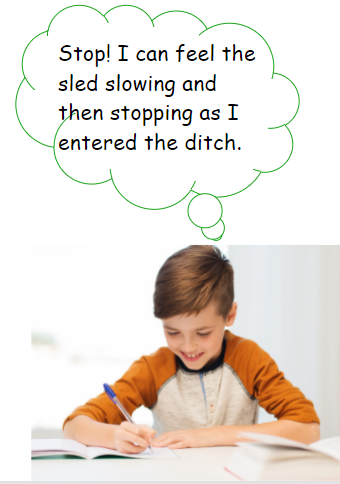 Stop! I can feel the
sled slowing and
then stopping as I
entered the ditch.